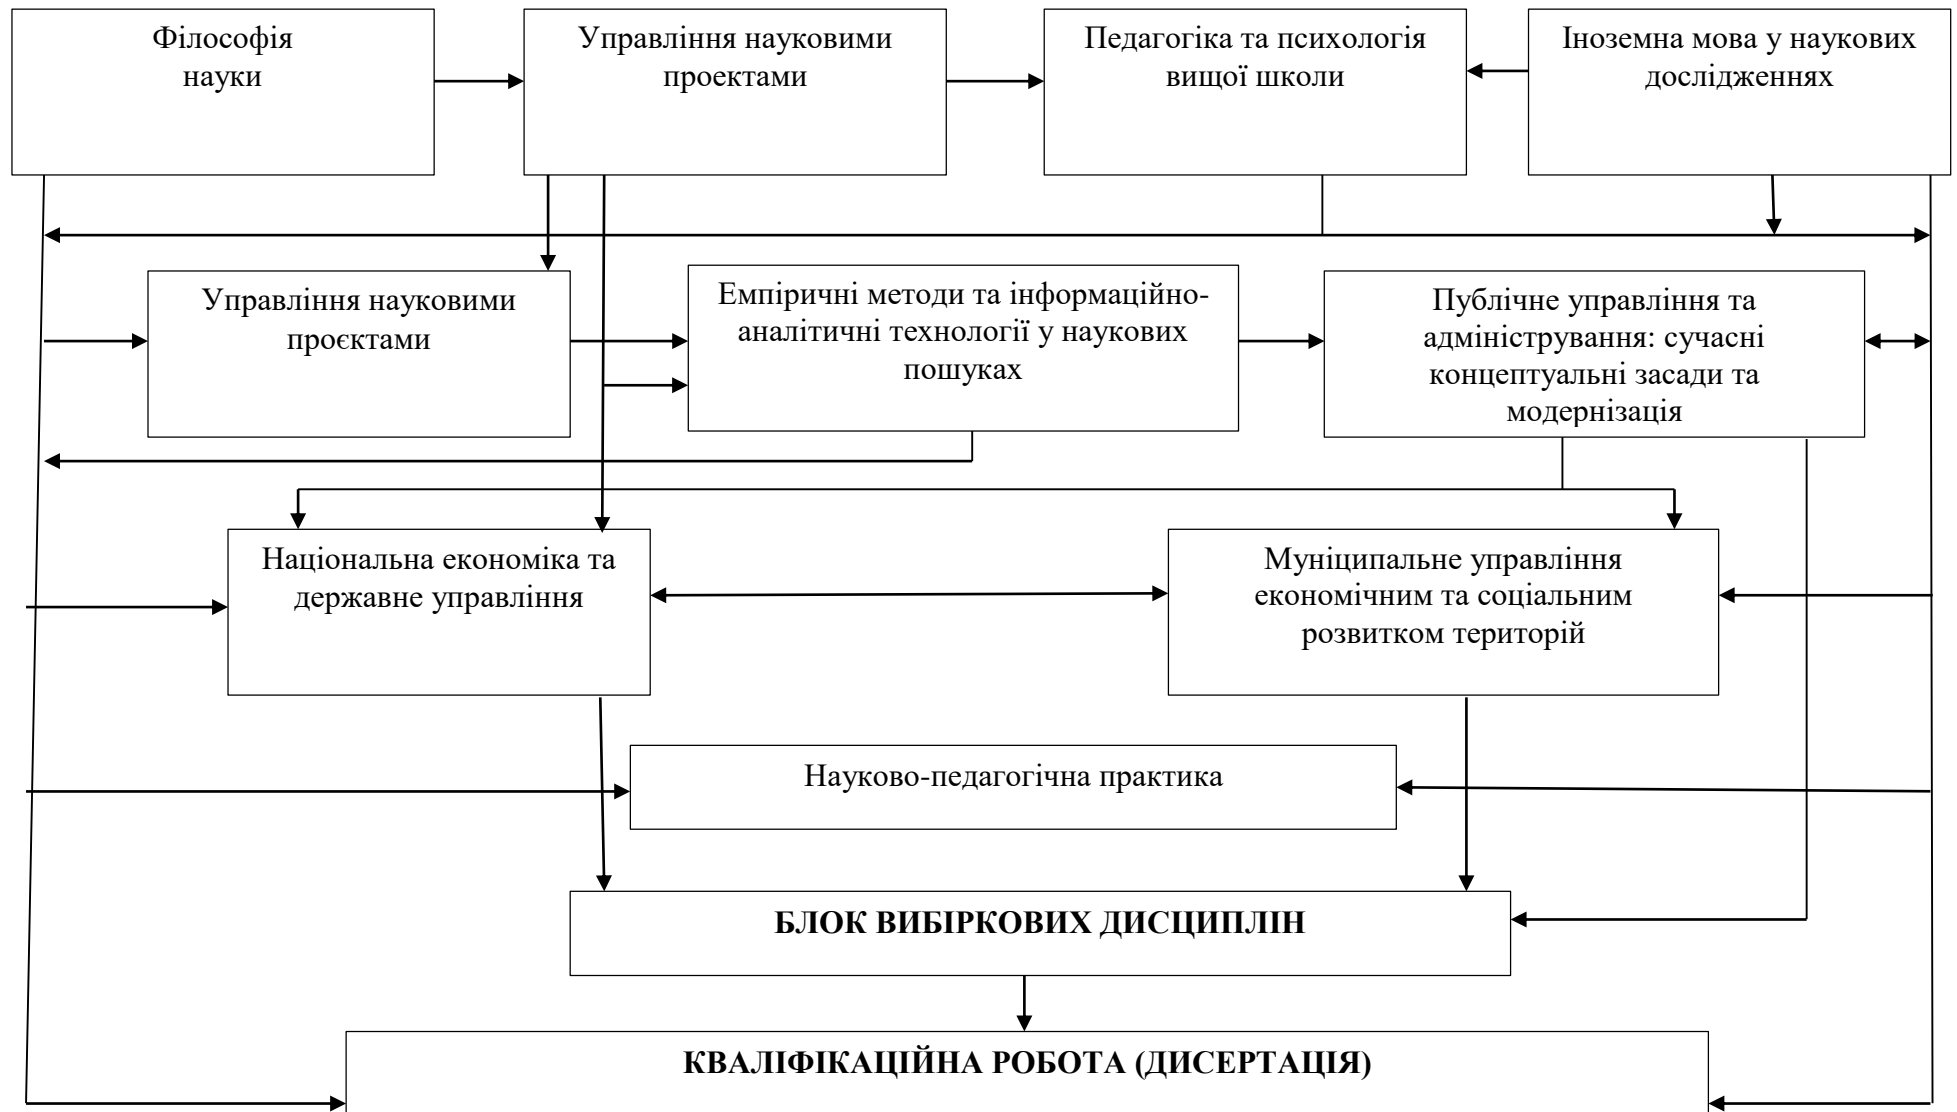 Філософія
науки
Управління науковими
проектами
Педагогіка та психологія
вищої школи
Іноземна мова у наукових
дослідженнях
Управління науковими
проєктами
Емпіричні методи та інформаційно-
аналітичні технології у наукових
пошуках
Публічне управління та
адміністрування: сучасні
концептуальні засади та
модернізація
Національна економіка та
державне управління
Муніципальне управління
економічним та соціальним
розвитком територій
Науково-педагогічна практика
БЛОК ВИБІРКОВИХ ДИСЦИПЛІН
КВАЛІФІКАЦІЙНА РОБОТА (ДИСЕРТАЦІЯ)